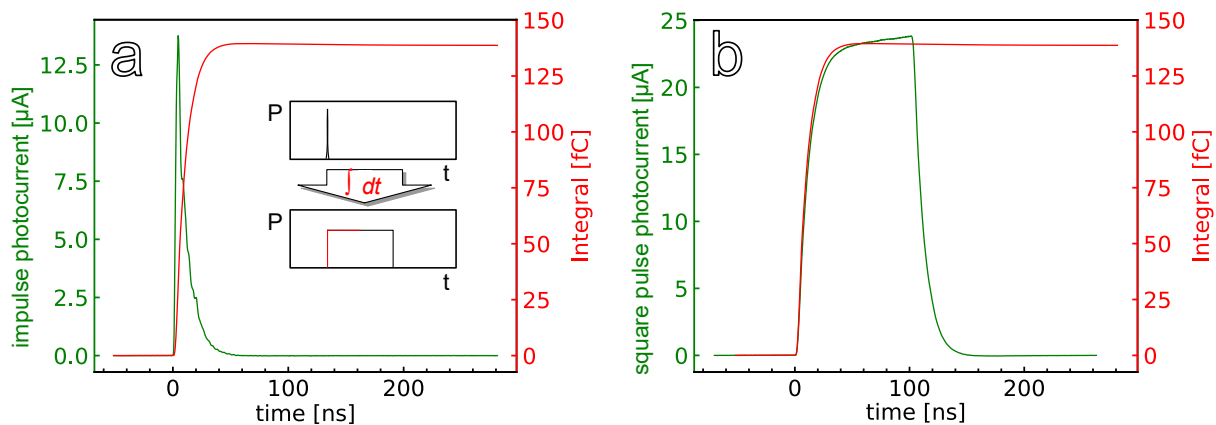 a
impulse photocurrent [µA]
12.5
10.0
7.5
5.0
2.5
0.0
0
100
200
time [ns]
150
125
100
75
50
25
0
Integral [fC]
P
t
∫ dt
P
t
b
square pulse photocurrent [µA]
25
20
15
10
5
0
0
100
200
time [ns]
150
125
100
75
50
25
0
Integral [fC]